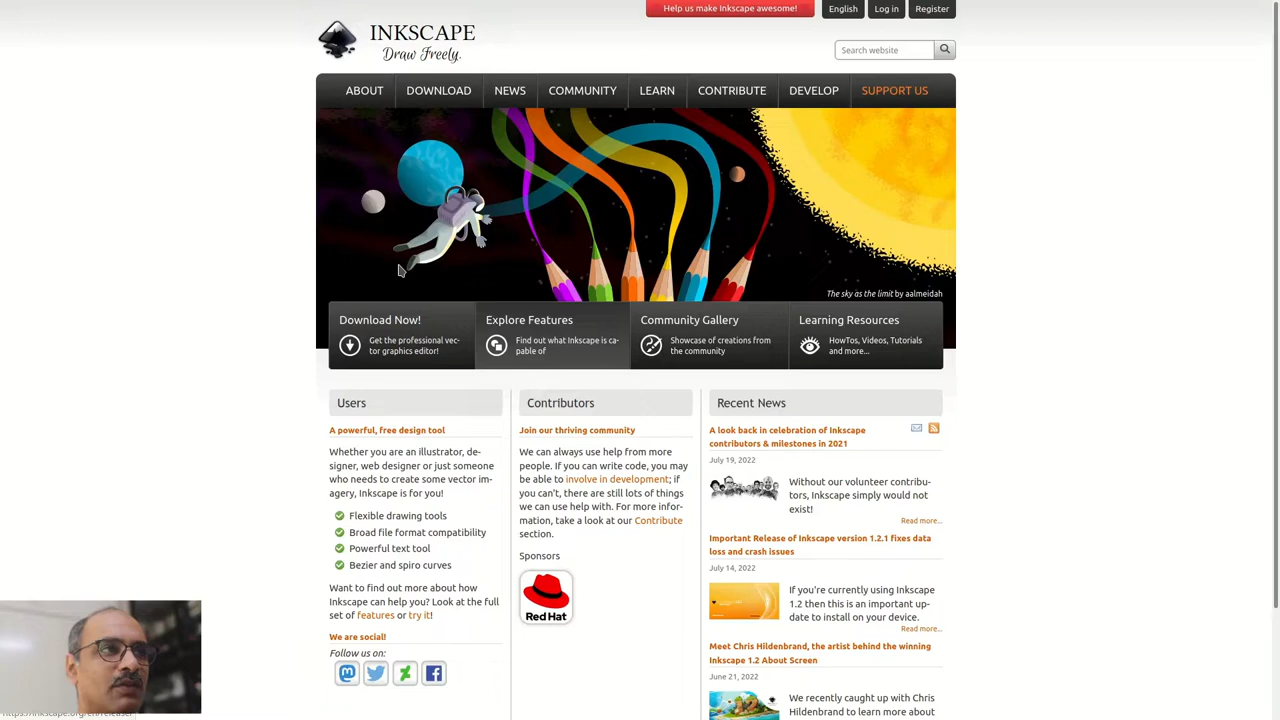 Help us make Inkscape awesome!
English
Log in
Register
INKSCAPE
Draw Freely.
Search website
ABOUT
DOWNLOAD
NEWS
COMMUNITY
LEARN
CONTRIBUTE
DEVELOP
SUPPORT US
The sky as the limit by aalmeidah
Download Now!
Get the professional vec-
tor graphics editor!
Explore Features
Find out what Inkscape is ca-
pable of
Community Gallery
Showcase of creations from
the community
Learning Resources
HowTos, Videos, Tutorials
and more...
Users
A powerful, free design tool
Whether you are an illustrator, de-
signer, web designer or just someone
who needs to create some vector im-
agery, Inkscape is for you!
Flexible drawing tools
Broad file format compatibility
Powerful text tool
Bezier and spiro curves
Want to find out more about how
Inkscape can help you? Look at the full
set of features or try it!
We are social!
Follow us on:
Contributors
Join our thriving community
We can always use help from more
people. If you can write code, you may
be able to involve in development; if
you can't, there are still lots of things
we can use help with. For more infor-
mation, take a look at our Contribute
section.
Sponsors
Red Hat
Recent News
A look back in celebration of Inkscape
contributors & milestones in 2021
July 19, 2022
Without our volunteer contribu-
tors, Inkscape simply would not
exist!
Read more...
Important Release of Inkscape version 1.2.1 fixes data
loss and crash issues
July 14, 2022
If you're currently using Inkscape
1.2 then this is an important up-
date to install on your device.
Read more...
Meet Chris Hildenbrand, the artist behind the winning
Inkscape 1.2 About Screen
June 21, 2022
We recently caught up with Chris
Hildenbrand to learn more about